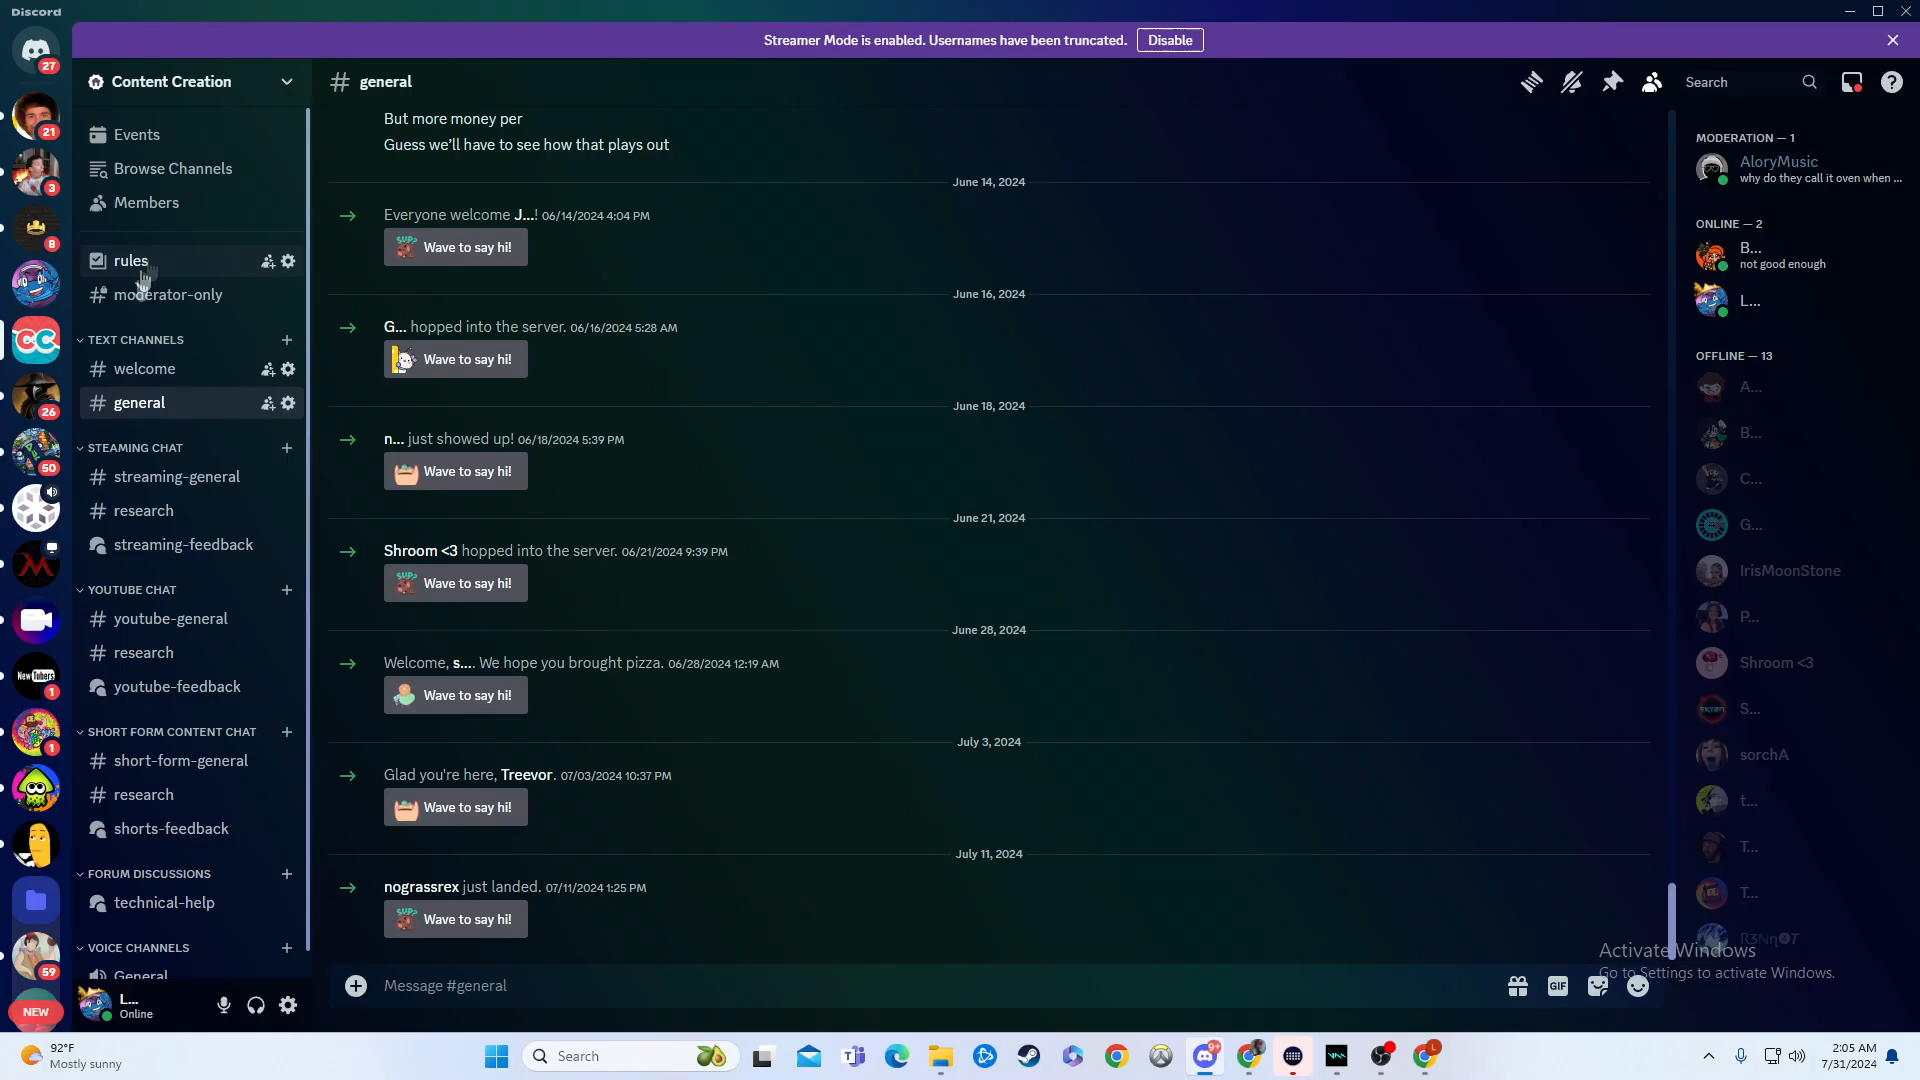 Discord
Streamer Mode is enabled. Usernames have been truncated.
Disable
27
21
3
8
26
50
New Tubers
1
1
59
NEW
Content Creation
Events
Browse Channels
Members
rules
moderator-only
TEXT CHANNELS
welcome
general
STEAMING CHAT
streaming-general
research
streaming-feedback
YOUTUBE CHAT
youtube-general
research
youtube-feedback
SHORT FORM CONTENT CHAT
short-form-general
research
shorts-feedback
FORUM DISCUSSIONS
technical-help
VOICE CHANNELS
General
L...
Online
general
Search
But more money per
Guess we'll have to see how that plays out
June 14, 2024
Everyone welcome J...! 06/14/2024 4:04 PM
SUP? Wave to say hi!
June 16, 2024
G... hopped into the server. 06/16/2024 5:28 AM
Wave to say hi!
June 18, 2024
n... just showed up! 06/18/2024 5:39 PM
Wave to say hi!
June 21, 2024
Shroom <3 hopped into the server. 06/21/2024 9:39 PM
SUP? Wave to say hi!
June 28, 2024
Welcome, s.... We hope you brought pizza. 06/28/2024 12:19 AM
Wave to say hi!
July 3, 2024
Glad you're here, Treevor. 07/03/2024 10:37 PM
Wave to say hi!
July 11, 2024
nograssrex just landed. 07/11/2024 1:25 PM
SUP? Wave to say hi!
Message #general
GIF
MODERATION — 1
AloryMusic
why do they call it oven when ...
ONLINE — 2
B...
not good enough
L...
OFFLINE — 13
A...
B...
C...
G...
IrisMoonStone
P...
Shroom <3
S...
sorchA
t...
T...
T...
Activate Windows
Go to Settings to activate Windows.
92°F
Mostly sunny
Search
9+
2:05 AM
7/31/2024